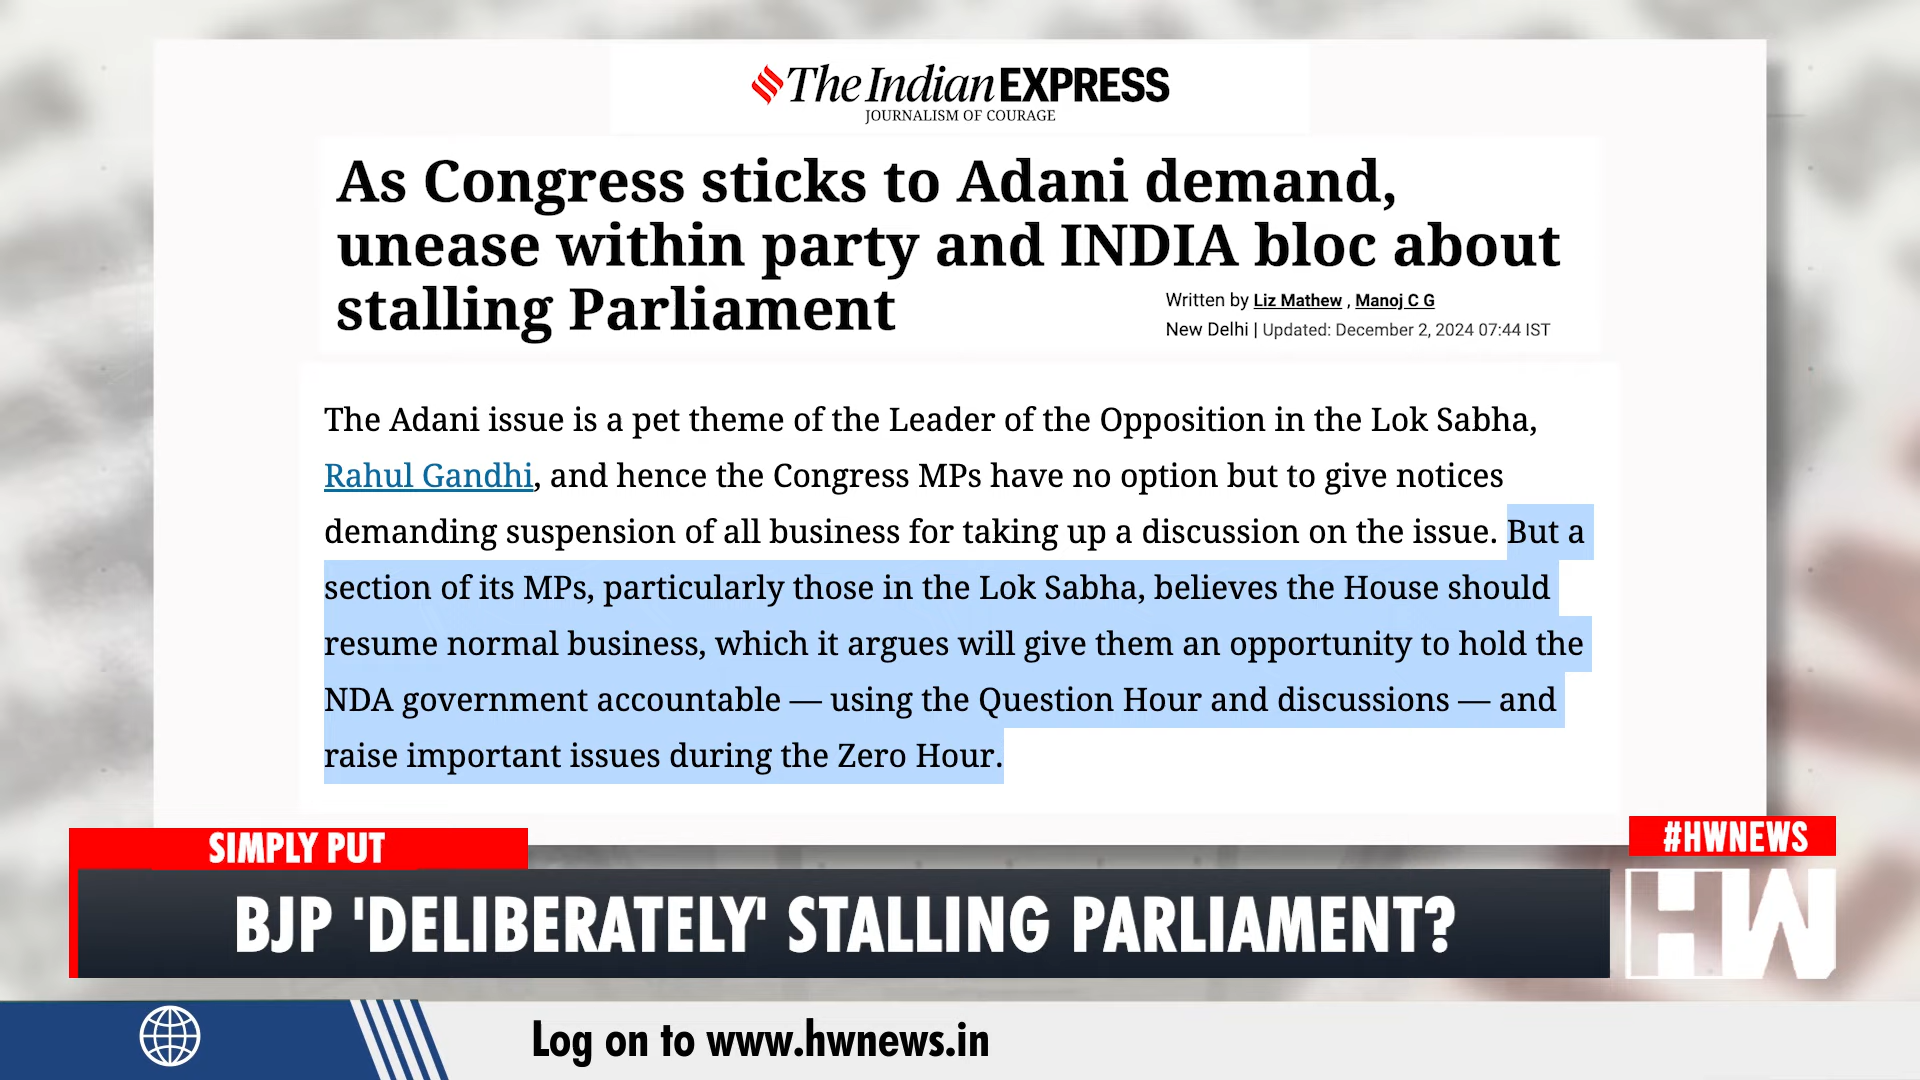 The Indian EXPRESS
JOURNALISM OF COURAGE
As Congress sticks to Adani demand,
unease within party and INDIA bloc about
stalling Parliament
Written by Liz Mathew , Manoj C G
New Delhi | Updated: December 2, 2024 07:44 IST
The Adani issue is a pet theme of the Leader of the Opposition in the Lok Sabha,
Rahul Gandhi, and hence the Congress MPs have no option but to give notices
demanding suspension of all business for taking up a discussion on the issue. But a
section of its MPs, particularly those in the Lok Sabha, believes the House should
resume normal business, which it argues will give them an opportunity to hold the
NDA government accountable — using the Question Hour and discussions — and
raise important issues during the Zero Hour.
SIMPLY PUT
#HWNEWS
BJP 'DELIBERATELY' STALLING PARLIAMENT?
HW
Log on to www.hwnews.in